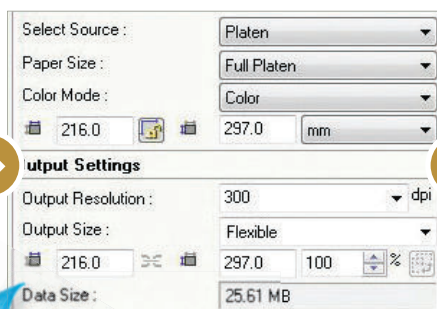 Select Source : Platen
Paper Size : Full Platen
Color Mode : Color
216.0 297.0 mm
utput Settings
Output Resolution : 300 dpi
Output Size : Flexible
216.0 297.0 100 %
Data Size : 25.61 MB